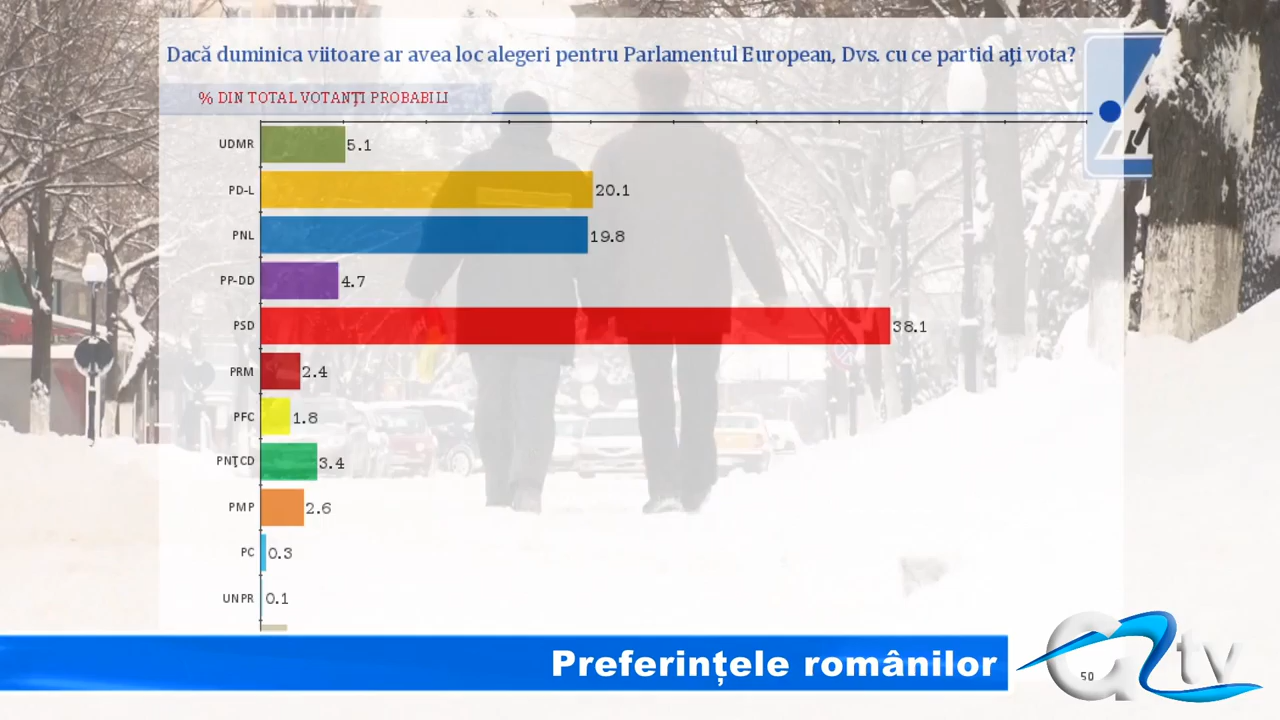 Dacă duminica viitoare ar avea loc alegeri pentru Parlamentul European, Dvs. cu ce partid ați vota?
% DIN TOTAL VOTANŢI PROBABILI
UDMR 5.1
PD-L 20.1
PNL 19.8
PP-DD 4.7
PSD 38.1
PRM 2.4
PFC 1.8
PNŢCD 3.4
PMP 2.6
PC 0.3
UNPR 0.1
Preferințele românilor
50
tv